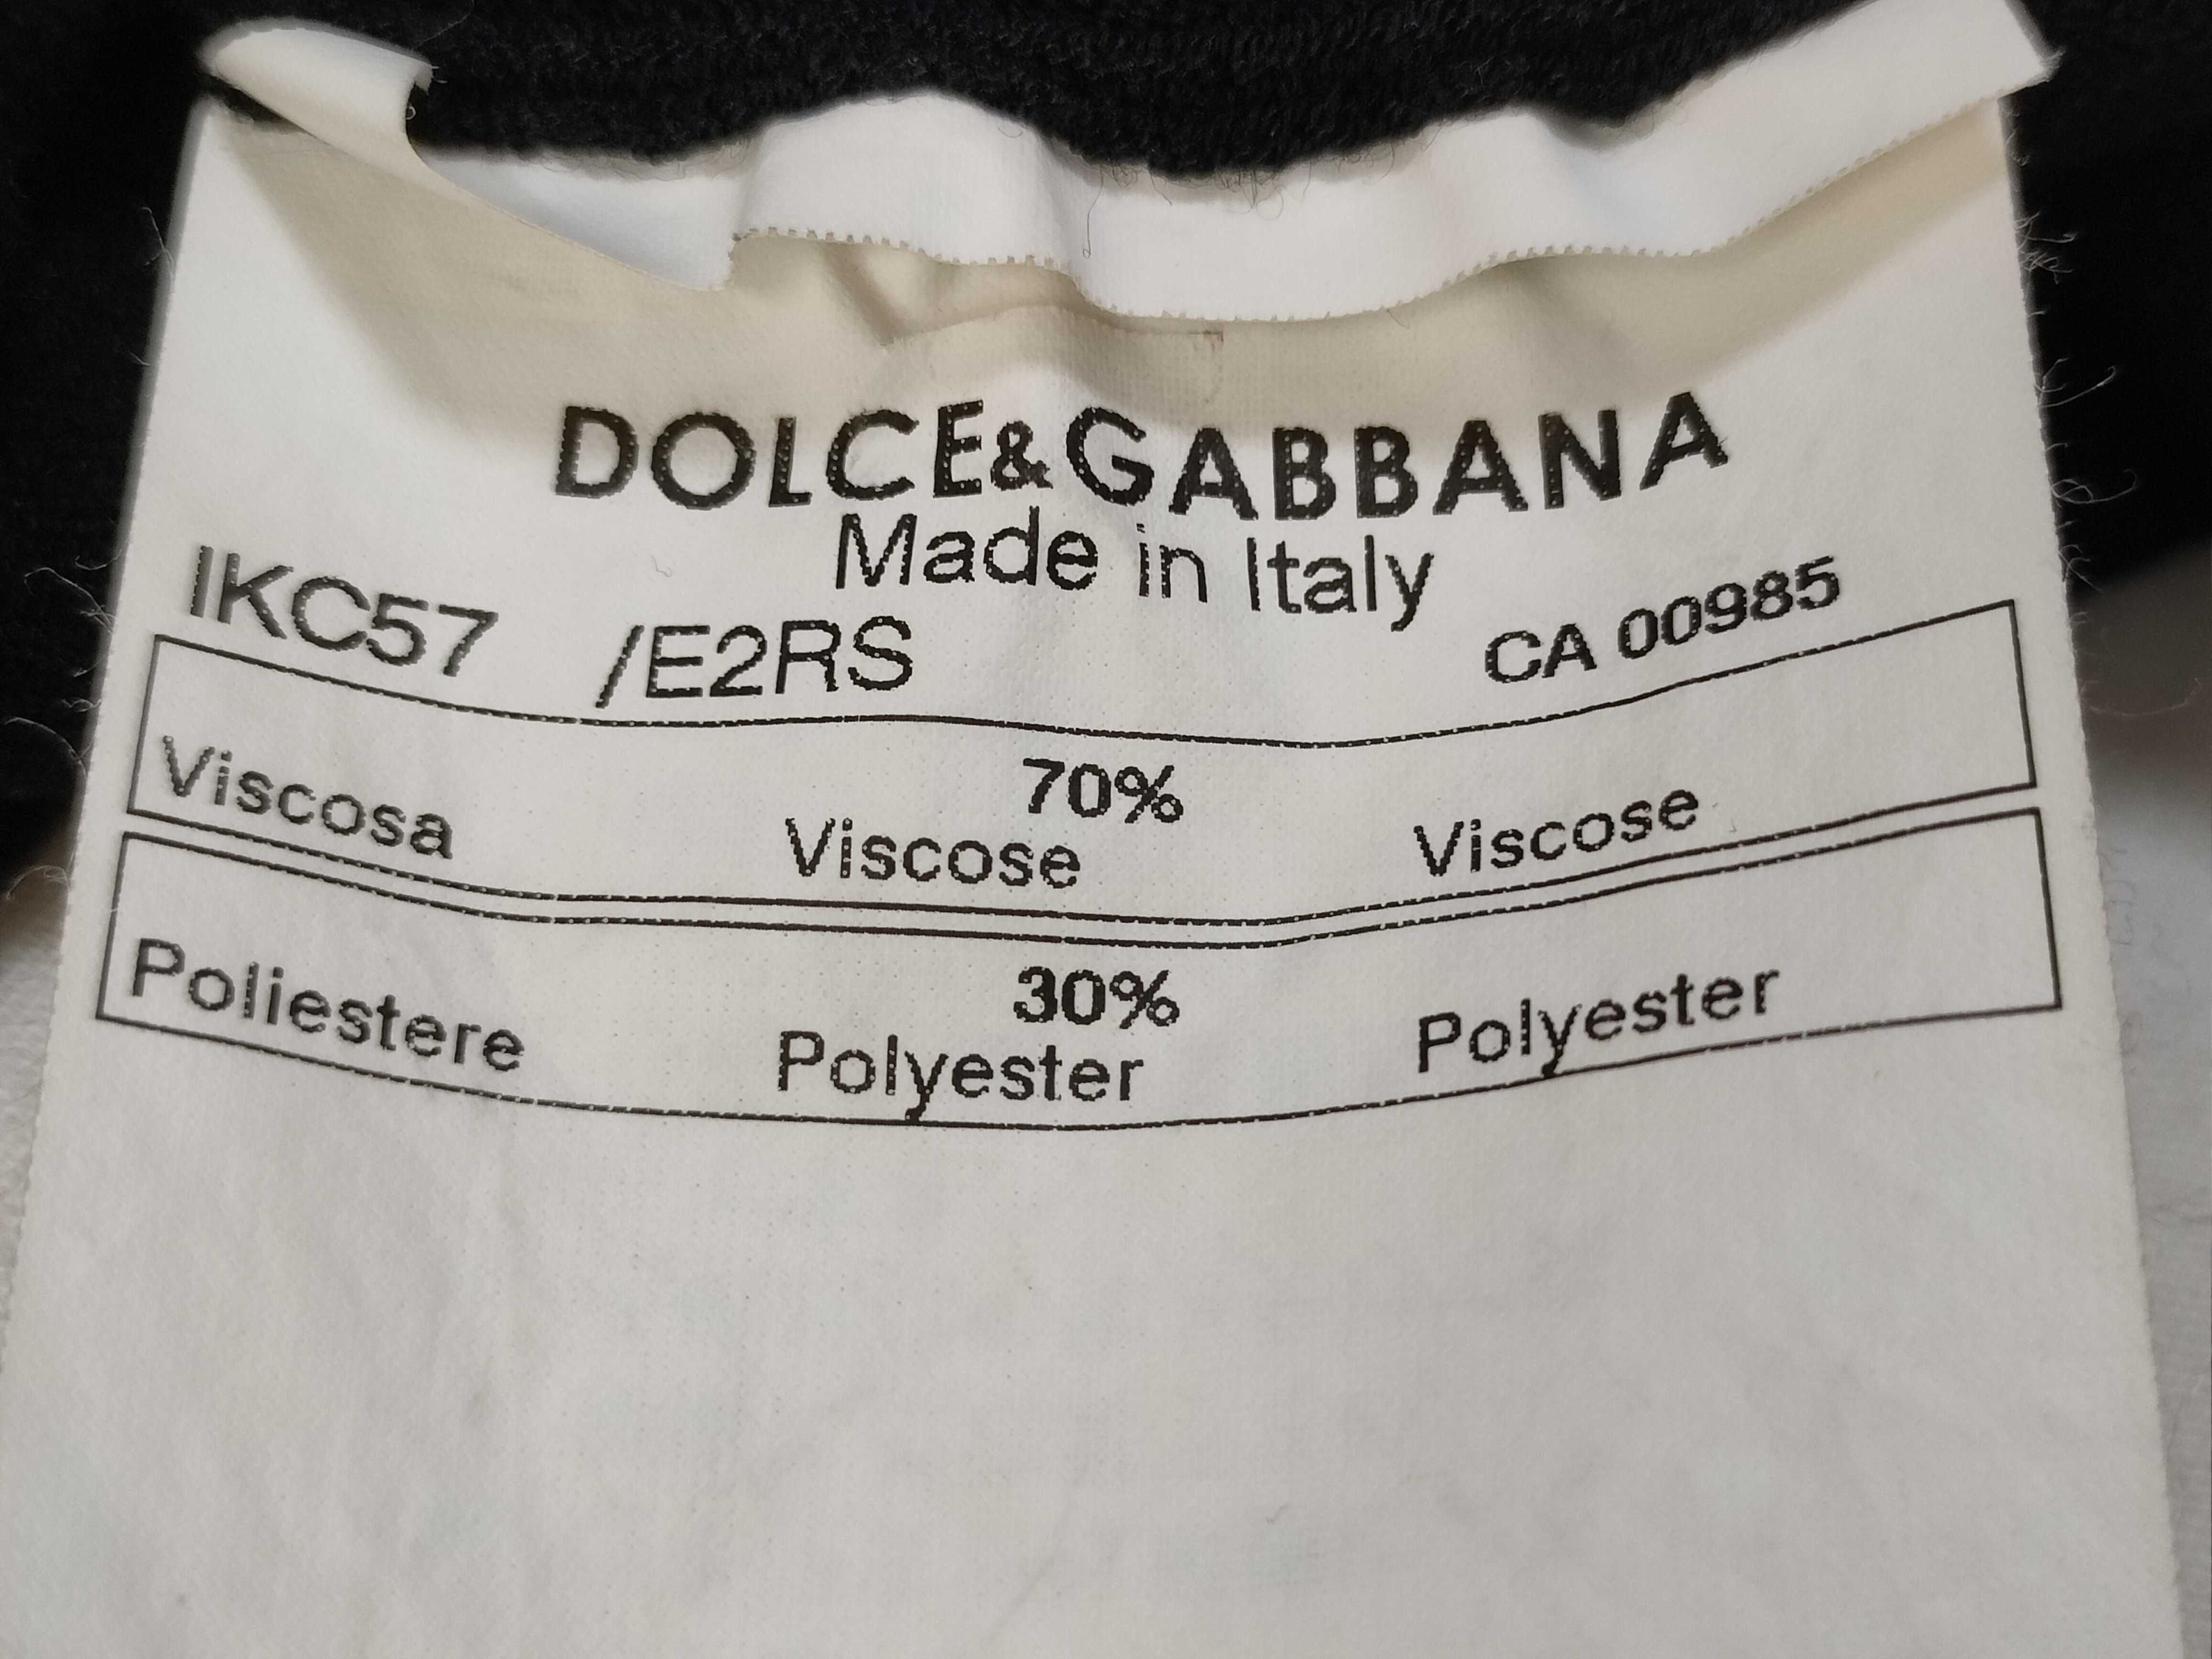 DOLCE&GABBANA
Made in Italy
IKC57 /E2RS CA 00985
70%
Viscosa Viscose Viscose
30%
Poliestere Polyester Polyester